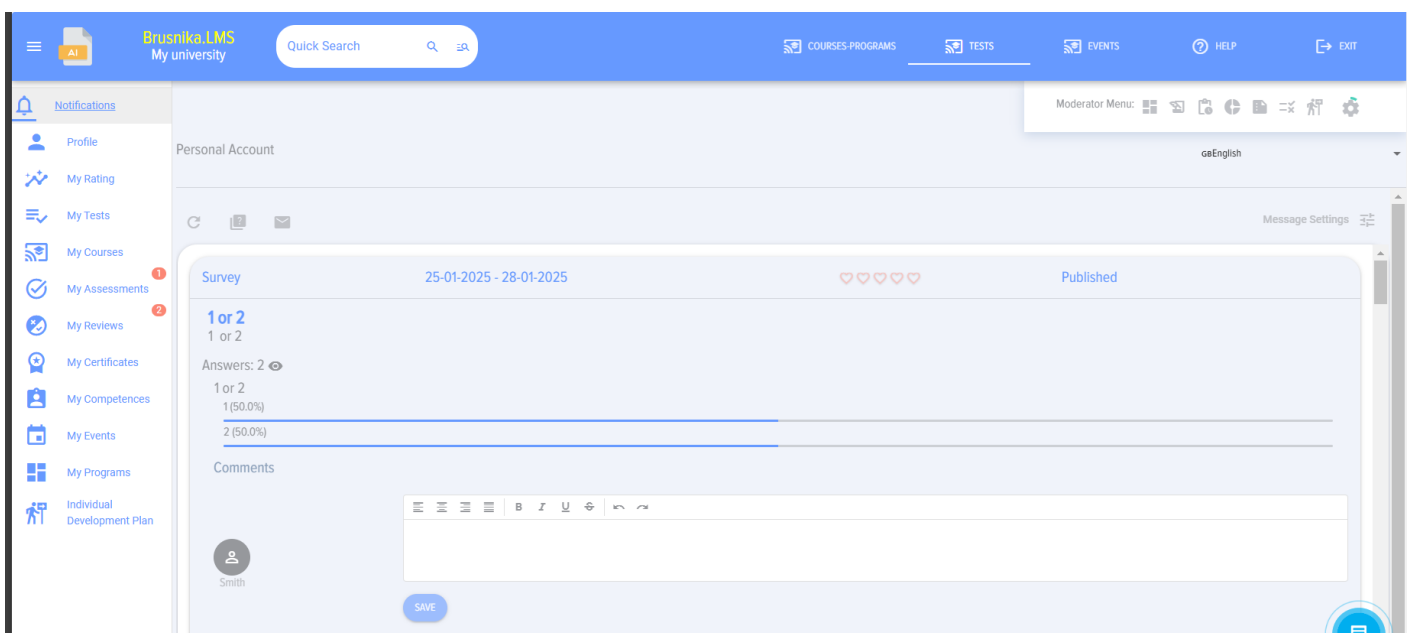 AI
Brusnika.LMS
My university
Quick Search
COURSES-PROGRAMS
TESTS
EVENTS
HELP
EXIT
Notifications
Moderator Menu:
Profile
Personal Account
GBEnglish
My Rating
My Tests
Message Settings
My Courses
1
My Assessments
2
My Reviews
My Certificates
My Competences
My Events
My Programs
Individual
Development Plan
Survey
25-01-2025 - 28-01-2025
Published
1 or 2
1 or 2
Answers: 2
1 or 2
1 (50.0%)
2 (50.0%)
Comments
B I U S
Smith
SAVE